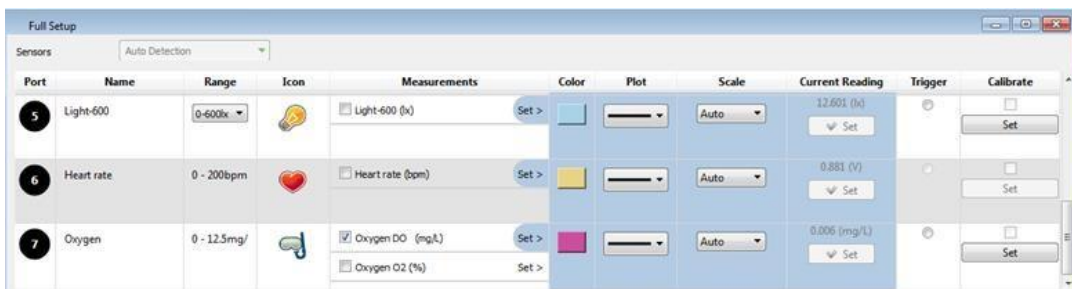 Full Setup
Sensors Auto Detection
Port Name Range Icon Measurements Color Plot Scale Current Reading Trigger Calibrate
5 Light-600 0-600lx Light-600 (lx) Set > Auto 12.601 (lx)
Set Set
6 Heart rate 0 - 200bpm Heart rate (bpm) Set > Auto 0.881 (V)
Set Set
7 Oxygen 0 - 12.5mg/ Oxygen DO (mg/L) Set > Auto 0.006 (mg/L)
Set Set
Oxygen O2 (%) Set >